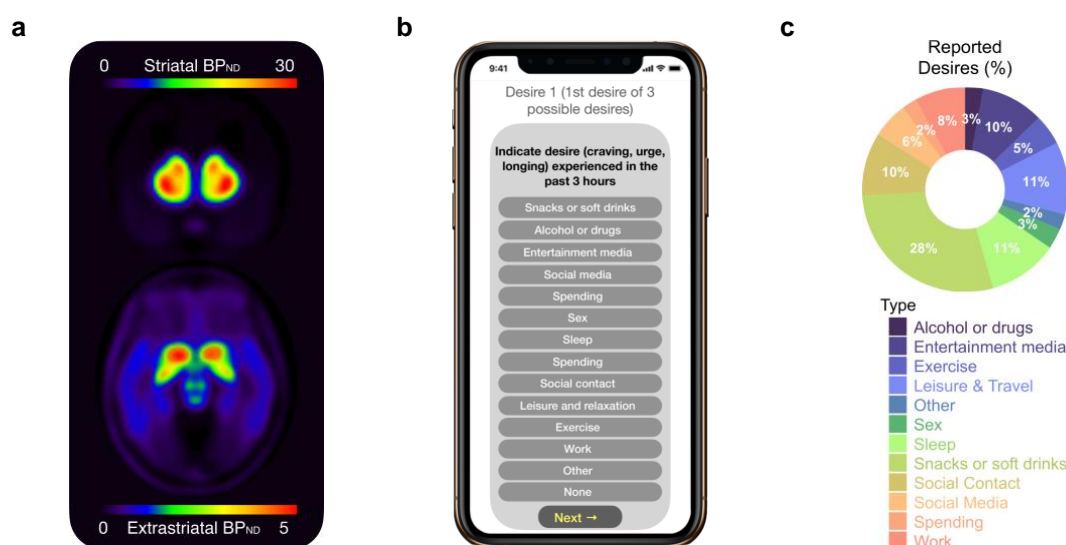 a
0 Striatal BPND 30
0 Extrastriatal BPND 5
b
9:41
Desire 1 (1st desire of 3
possible desires)
Indicate desire (craving, urge,
longing) experienced in the
past 3 hours
Snacks or soft drinks
Alcohol or drugs
Entertainment media
Social media
Spending
Sex
Sleep
Spending
Social contact
Leisure and relaxation
Exercise
Work
Other
None
Next →
c
Reported
Desires (%)
3%
10%
5%
11%
2%
3%
11%
28%
10%
6%
2%
8%
Type
Alcohol or drugs
Entertainment media
Exercise
Leisure & Travel
Other
Sex
Sleep
Snacks or soft drinks
Social Contact
Social Media
Spending
Work